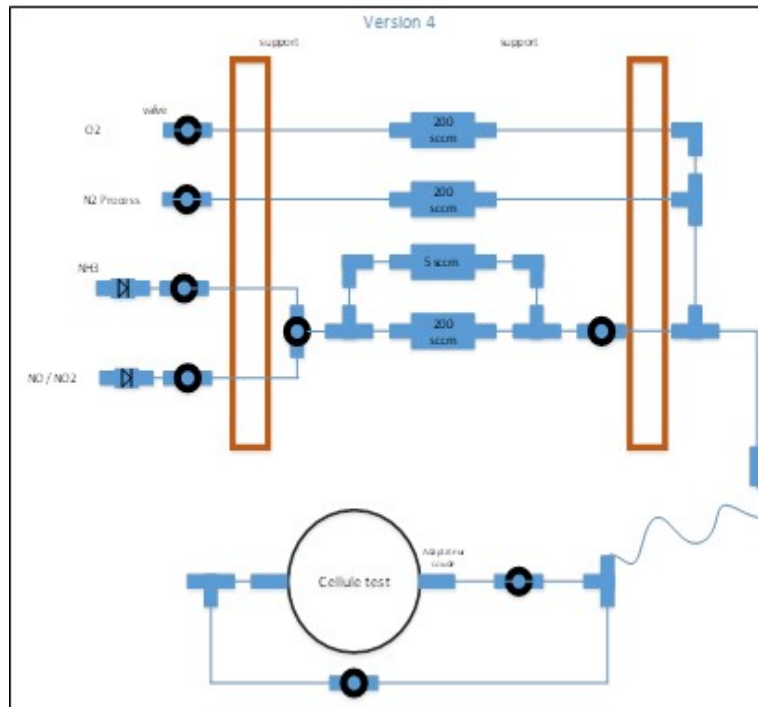 Version 4
support support
valve
O2
200
sccm
N2 Process
200
sccm
NH3
5 sccm
200
sccm
NO / NO2
Adaptateur
coudé
Cellule test